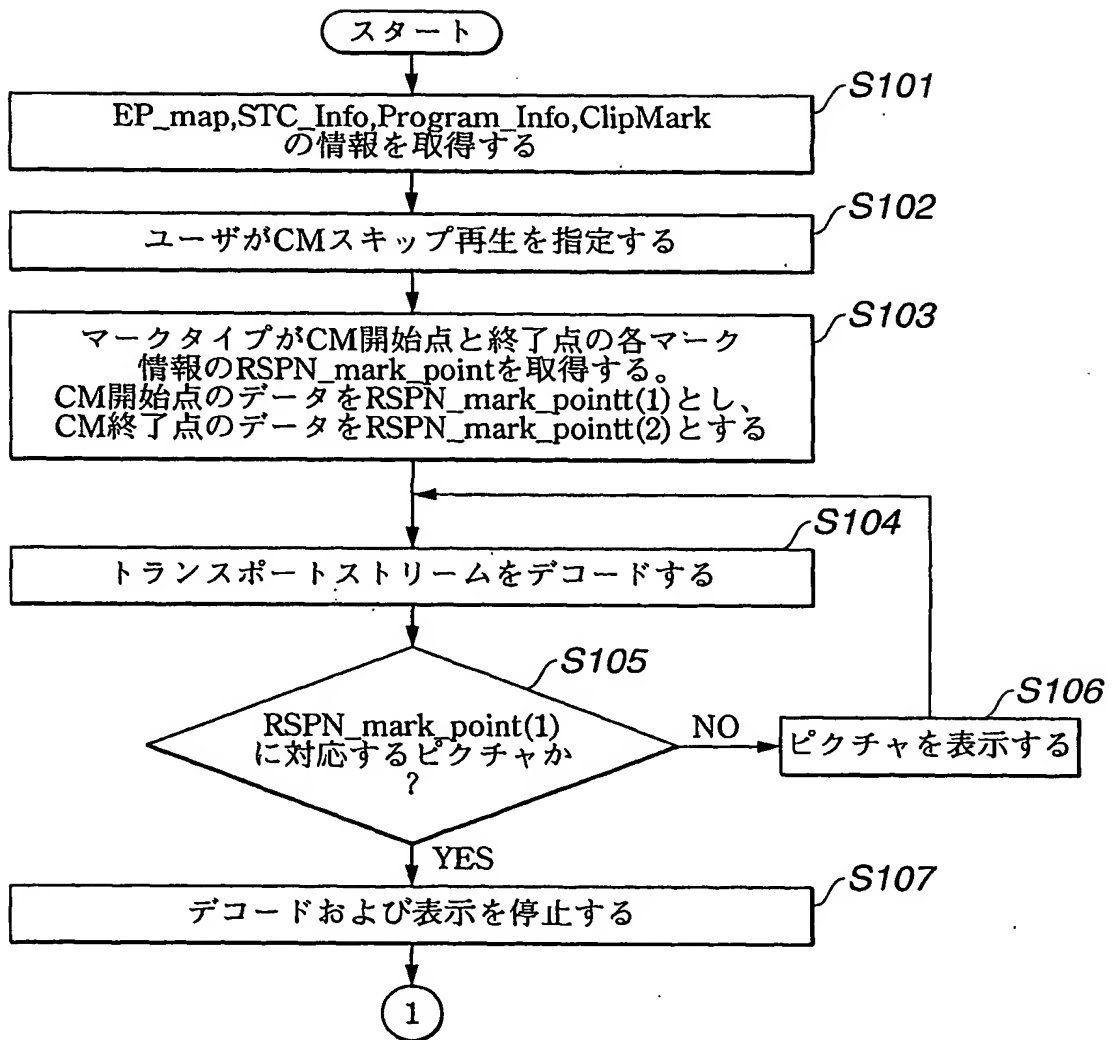 スタート
S101
EP_map,STC_Info,Program_Info,ClipMark
の情報を取得する
S102
ユーザがCMスキップ再生を指定する
S103
マークタイプがCM開始点と終了点の各マーク
情報のRSPN_mark_pointを取得する。
CM開始点のデータをRSPN_mark_pointt(1)とし、
CM終了点のデータをRSPN_mark_pointt(2)とする
S104
トランスポートストリームをデコードする
S105
RSPN_mark_point(1)
に対応するピクチャか
?
NO
S106
ピクチャを表示する
YES
S107
デコードおよび表示を停止する
1